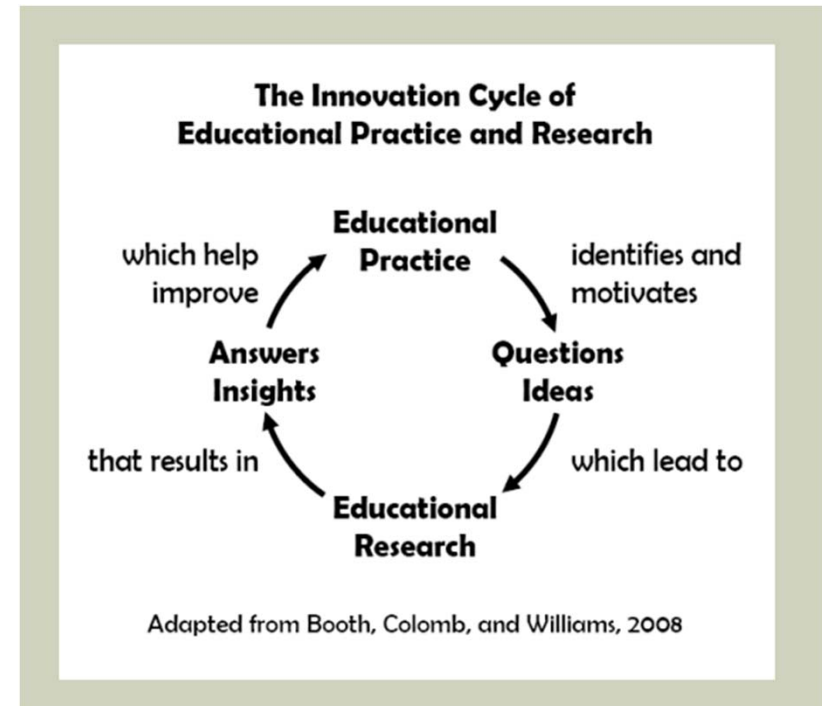 The Innovation Cycle of
Educational Practice and Research
Educational
Practice
identifies and
motivates
Questions
Ideas
which lead to
Educational
Research
that results in
Answers
Insights
which help
improve
Adapted from Booth, Colomb, and Williams, 2008